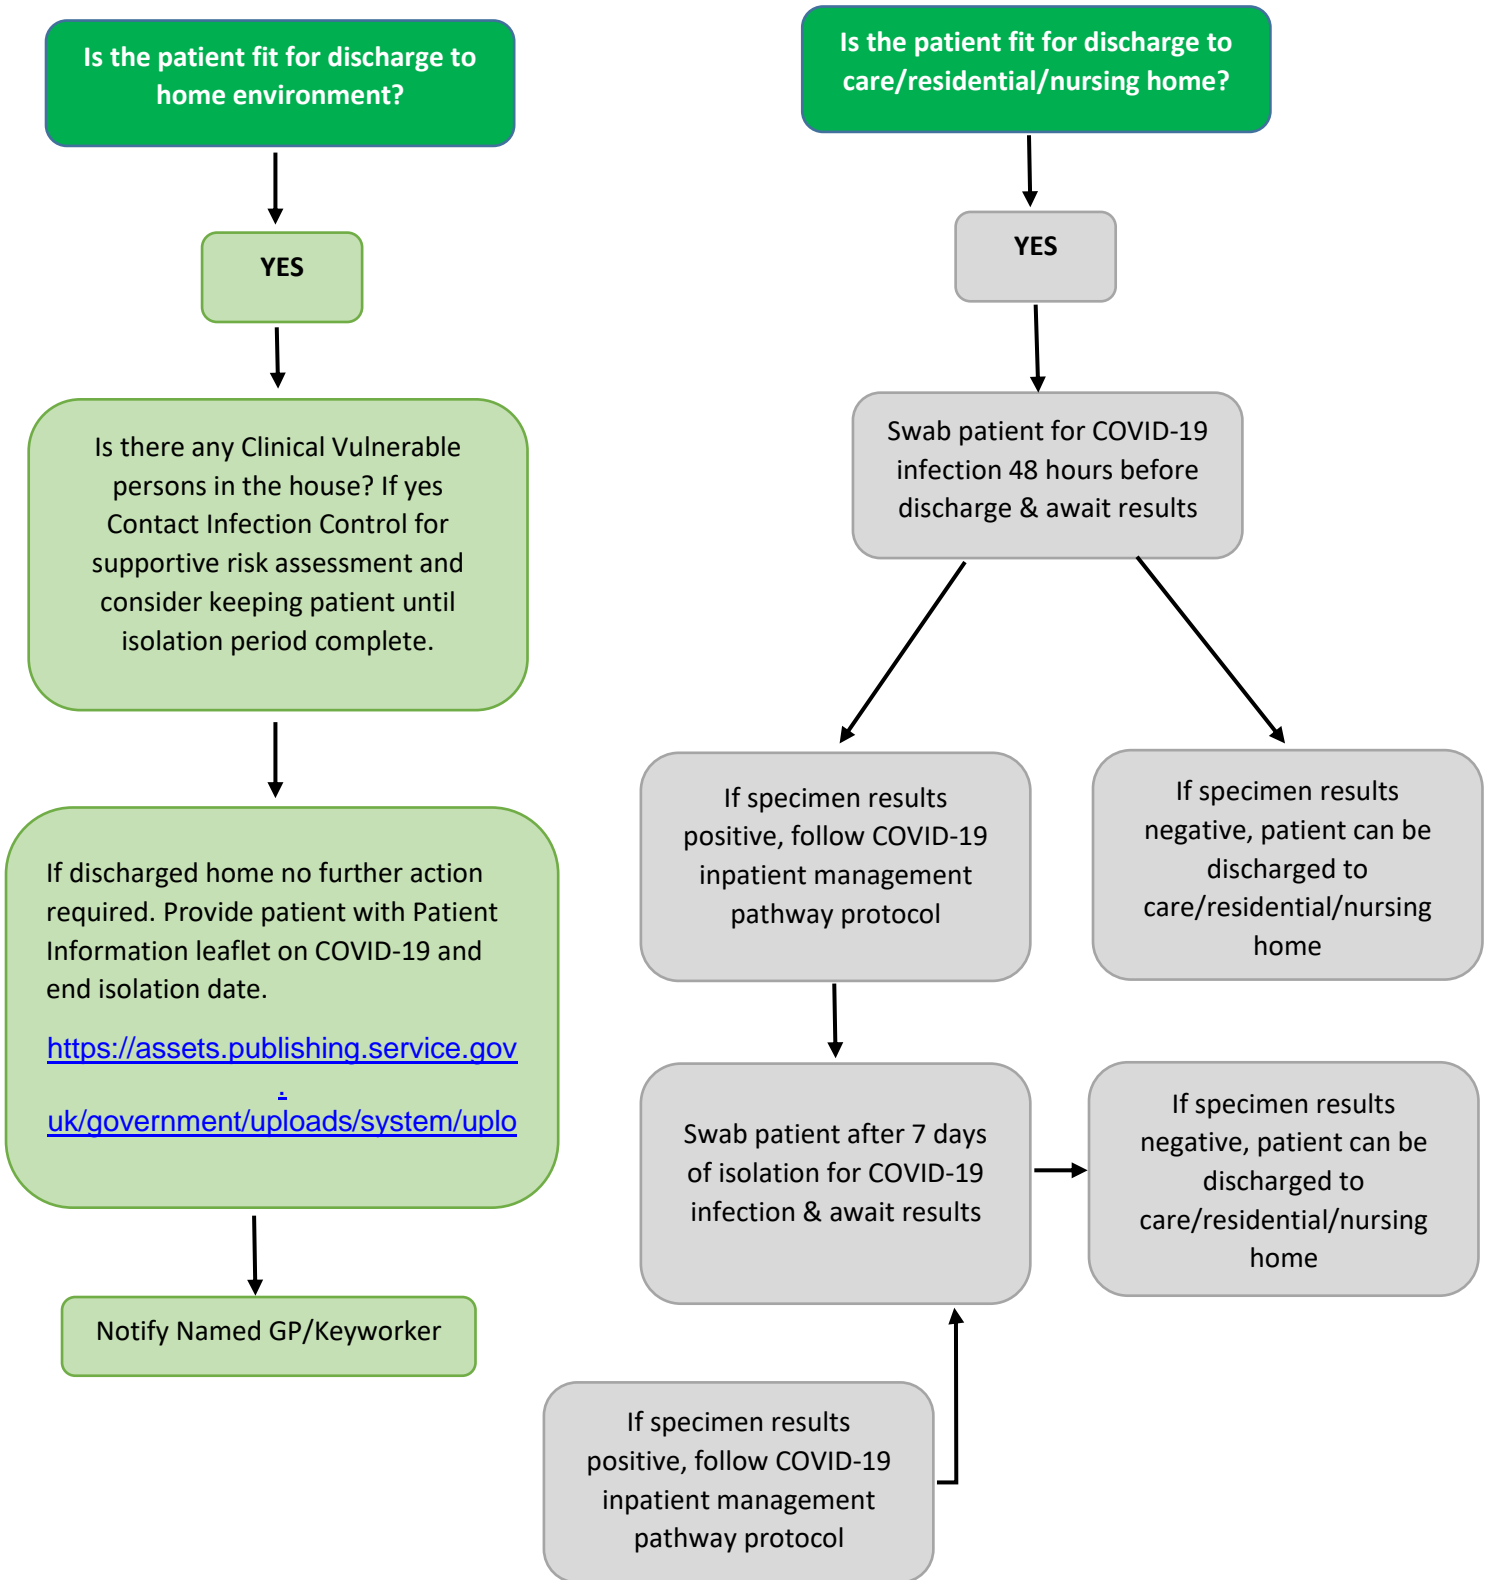 Is the patient fit for discharge to
home environment?
YES
Is there any Clinical Vulnerable
persons in the house? If yes
Contact Infection Control for
supportive risk assessment and
consider keeping patient until
isolation period complete.
If discharged home no further action
required. Provide patient with Patient
Information leaflet on COVID-19 and
end isolation date.
https://assets.publishing.service.gov
.
uk/government/uploads/system/uplo
Notify Named GP/Keyworker
Is the patient fit for discharge to
care/residential/nursing home?
YES
Swab patient for COVID-19
infection 48 hours before
discharge & await results
If specimen results
positive, follow COVID-19
inpatient management
pathway protocol
If specimen results
negative, patient can be
discharged to
care/residential/nursing
home
Swab patient after 7 days
of isolation for COVID-19
infection & await results
If specimen results
negative, patient can be
discharged to
care/residential/nursing
home
If specimen results
positive, follow COVID-19
inpatient management
pathway protocol